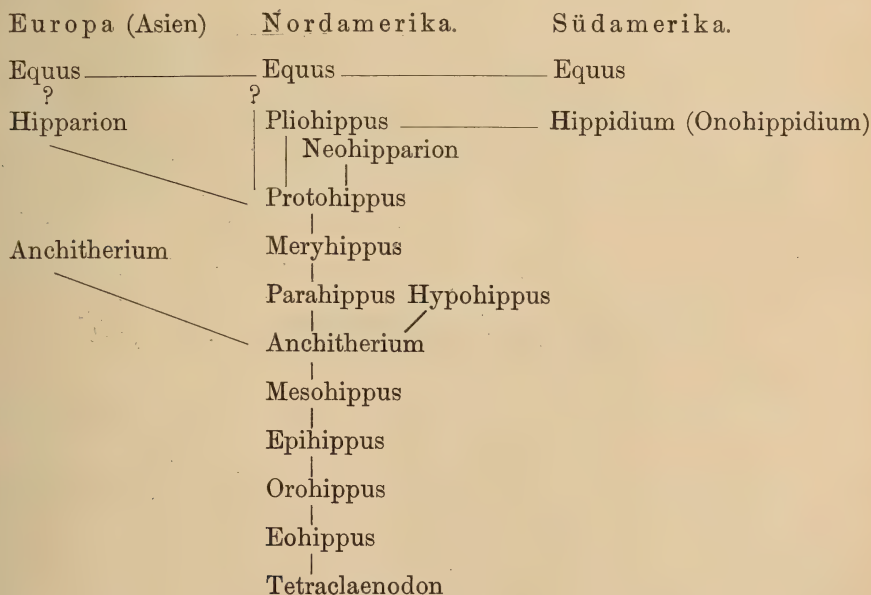 Europa (Asien) Nordamerika. Südamerika.
Equus Equus Equus
? ?
Hipparion Pliohippus Hippidium (Onohippidium)
Neohipparion
Protohippus
Anchitherium Meryhippus
Parahippus Hypohippus
Anchitherium
Mesohippus
Epihippus
Orohippus
Eohippus
Tetraclaenodon